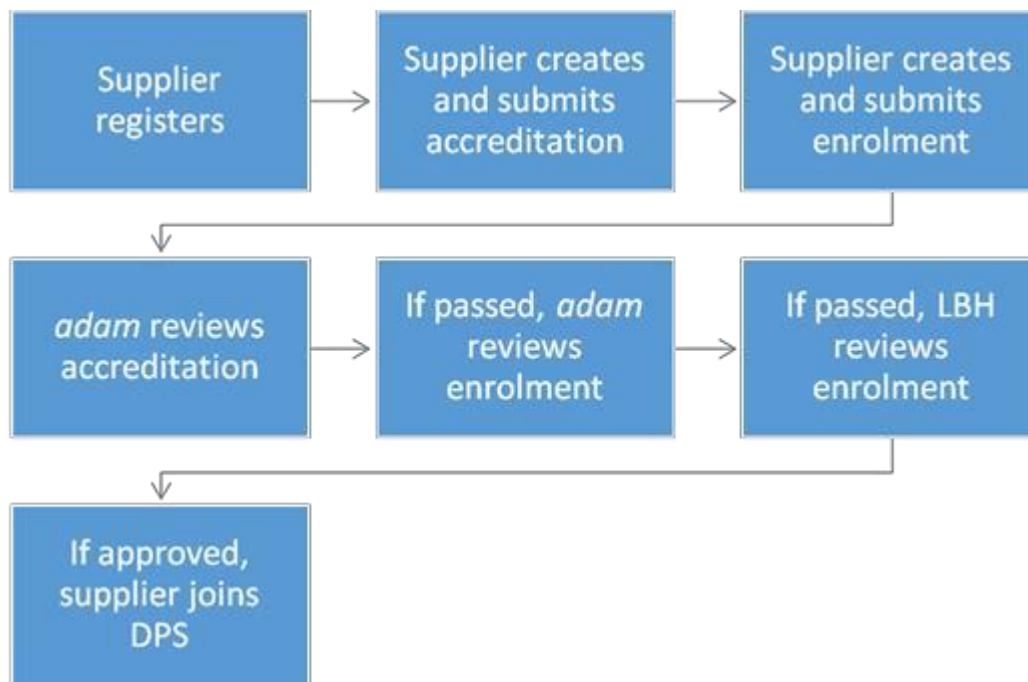 Supplier
registers
Supplier creates
and submits
accreditation
Supplier creates
and submits
enrolment
adam reviews
accreditation
If passed, adam
reviews
enrolment
If passed, LBH
reviews
enrolment
If approved,
supplier joins
DPS